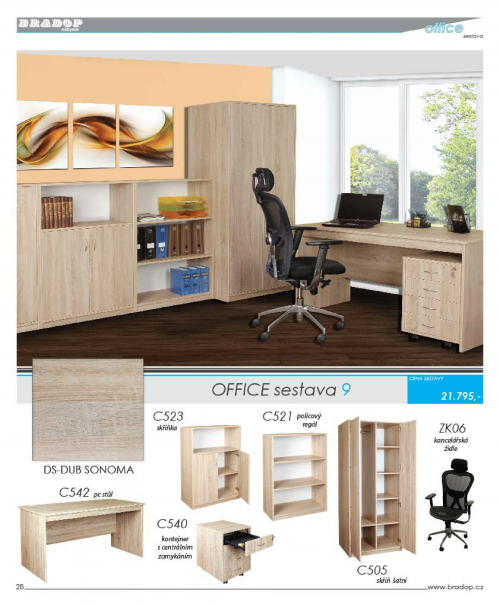 BRADOP
nábytek
office
sestava
OFFICE sestava 9
CENA SESTAVY
21.795,-
DS-DUB SONOMA
C523
skříňka
C521 policový
regál
ZK06
kancelářská
židle
C542 pc stůl
C540
kontejner
s centrálním
zamykáním
C505
skříň šatní
28
www.bradop.cz